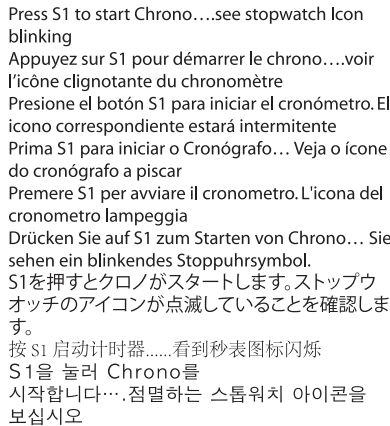 Press S1 to start Chrono….see stopwatch Icon
blinking
Appuyez sur S1 pour démarrer le chrono….voir
l'icône clignotante du chronomètre
Presione el botón S1 para iniciar el cronómetro. El
icono correspondiente estará intermitente
Prima S1 para iniciar o Cronógrafo… Veja o ícone
do cronógrafo a piscar
Premere S1 per avviare il cronometro. L'icona del
cronometro lampeggia
Drücken Sie auf S1 zum Starten von Chrono… Sie
sehen ein blinkendes Stoppuhrsymbol.
S1を押すとクロノがスタートします。ストップウ
オッチのアイコンが点滅していることを確認しま
す。
按 S1 启动计时器......看到秒表图标闪烁
S1을 눌러 Chrono를
시작합니다….점멸하는 스톱워치 아이콘을
보십시오